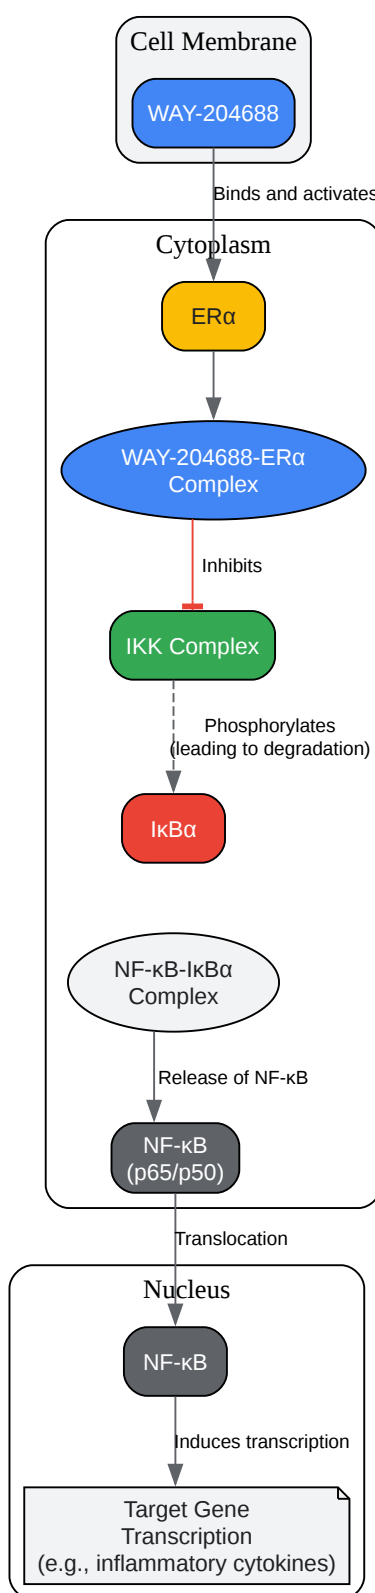 Cell Membrane
WAY-204688
Binds and activates
Cytoplasm
ERα
WAY-204688-ERα
Complex
Inhibits
IKK Complex
Phosphorylates
(leading to degradation)
IκBα
NF-κB-IκBα
Complex
Release of NF-κB
NF-κB
(p65/p50)
Translocation
Nucleus
NF-κB
Induces transcription
Target Gene
Transcription
(e.g., inflammatory cytokines)